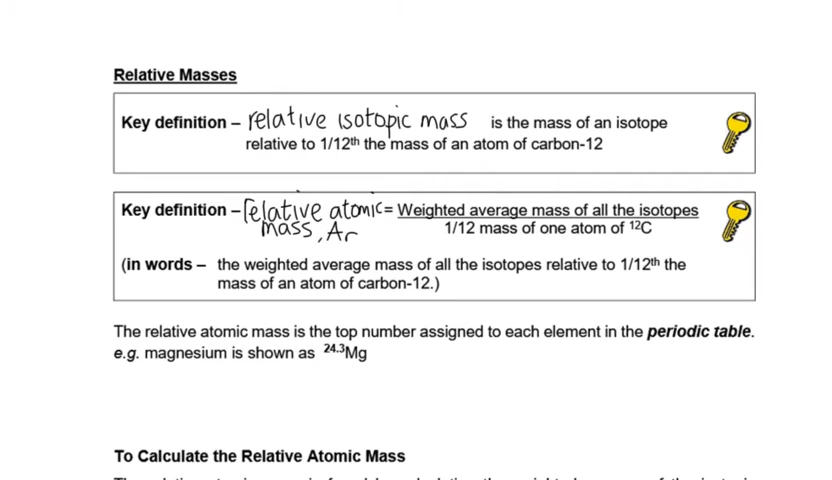 Relative Masses
Key definition – relative isotopic mass is the mass of an isotope
relative to 1/12th the mass of an atom of carbon-12
Key definition – relative atomic = Weighted average mass of all the isotopes
mass, Ar 1/12 mass of one atom of 12C
(in words – the weighted average mass of all the isotopes relative to 1/12th the
mass of an atom of carbon-12.)
The relative atomic mass is the top number assigned to each element in the periodic table.
e.g. magnesium is shown as 24.3Mg
To Calculate the Relative Atomic Mass